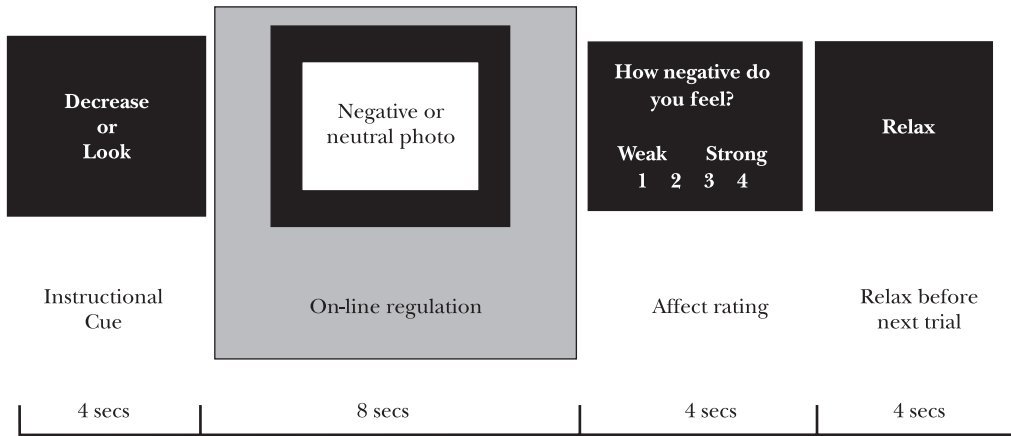 Decrease
or
Look
Negative or
neutral photo
How negative do
you feel?
Weak Strong
1 2 3 4
Relax
Instructional
Cue
On-line regulation
Affect rating
Relax before
next trial
4 secs
8 secs
4 secs
4 secs